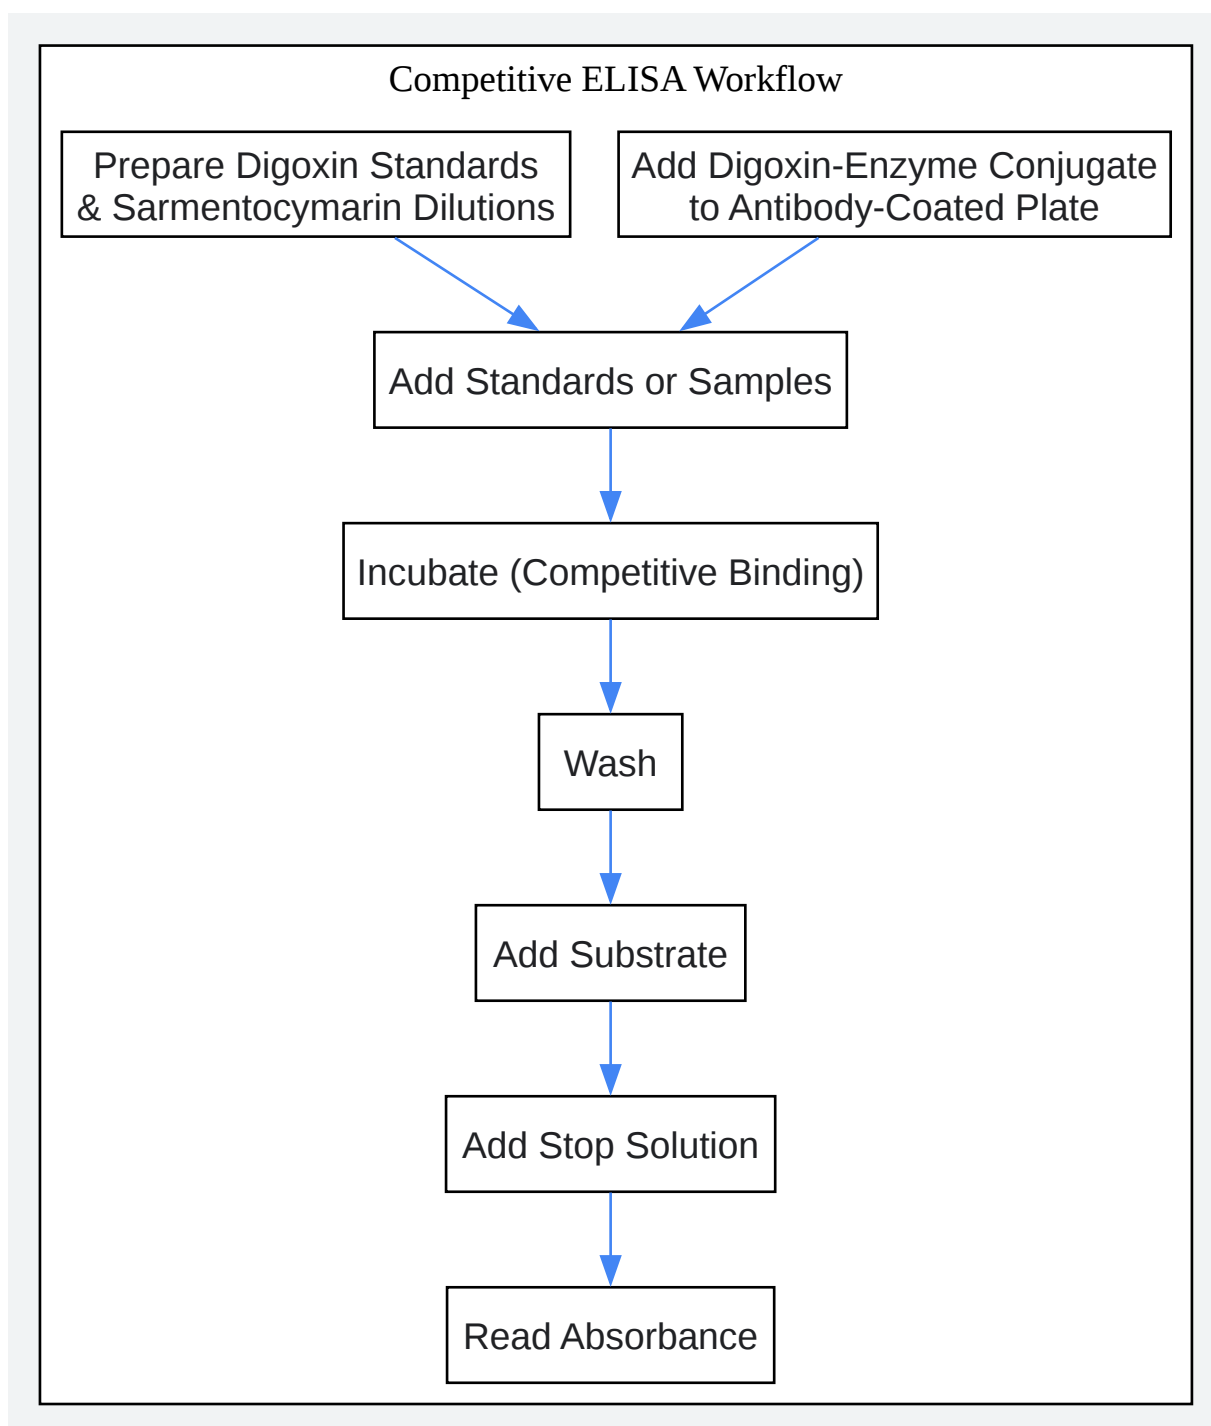 Competitive ELISA Workflow
Prepare Digoxin Standards
& Sarmentocymarin Dilutions
Add Digoxin-Enzyme Conjugate
to Antibody-Coated Plate
Add Standards or Samples
Incubate (Competitive Binding)
Wash
Add Substrate
Add Stop Solution
Read Absorbance